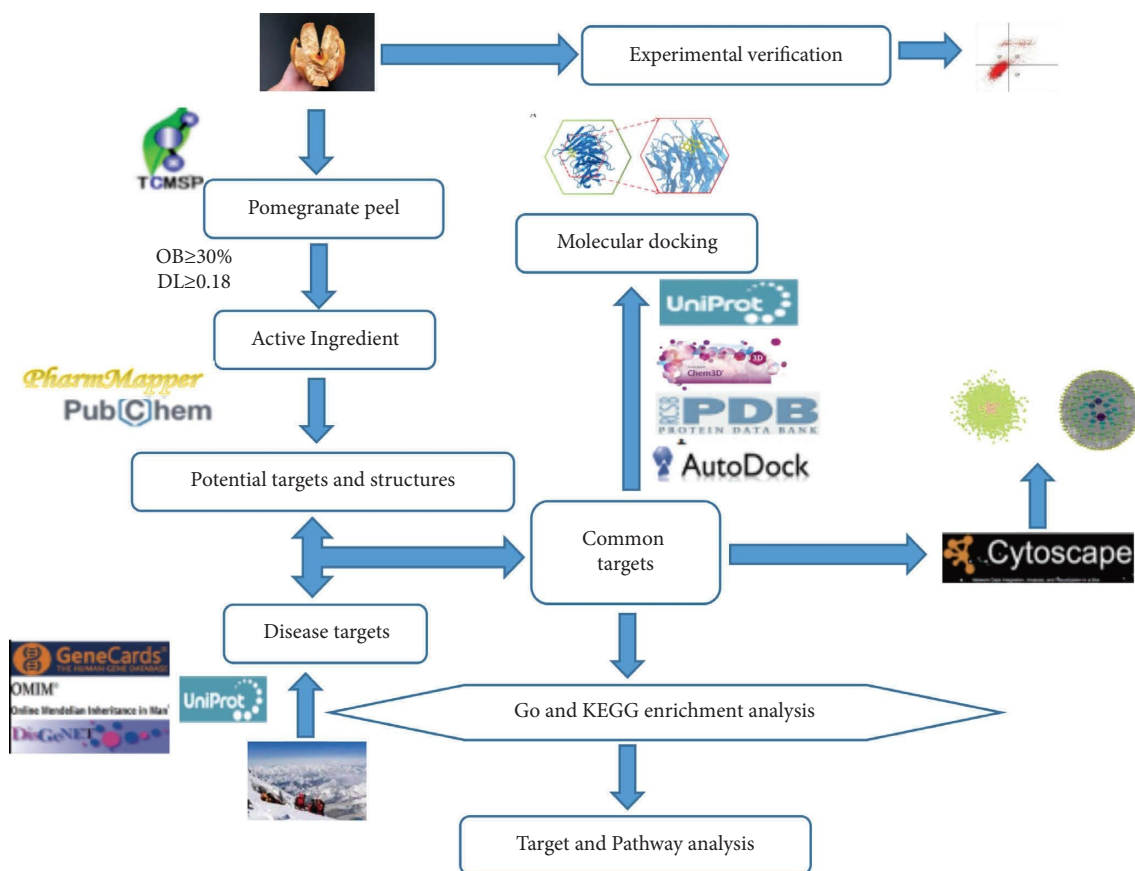 Experimental verification
TCMSP
Pomegranate peel
OB≥30%
DL≥0.18
Active Ingredient
PharmMapper
PubChem
Potential targets and structures
Molecular docking
UniProt
Chem3D
3D
RCSB
PDB
PROTEIN DATA BANK
AutoDock
Common
targets
Cytoscape
Disease targets
GeneCards®
THE HUMAN GENE DATABASE
OMIM®
Online Mendelian Inheritance in Man
DisGeNET
UniProt
Go and KEGG enrichment analysis
Target and Pathway analysis